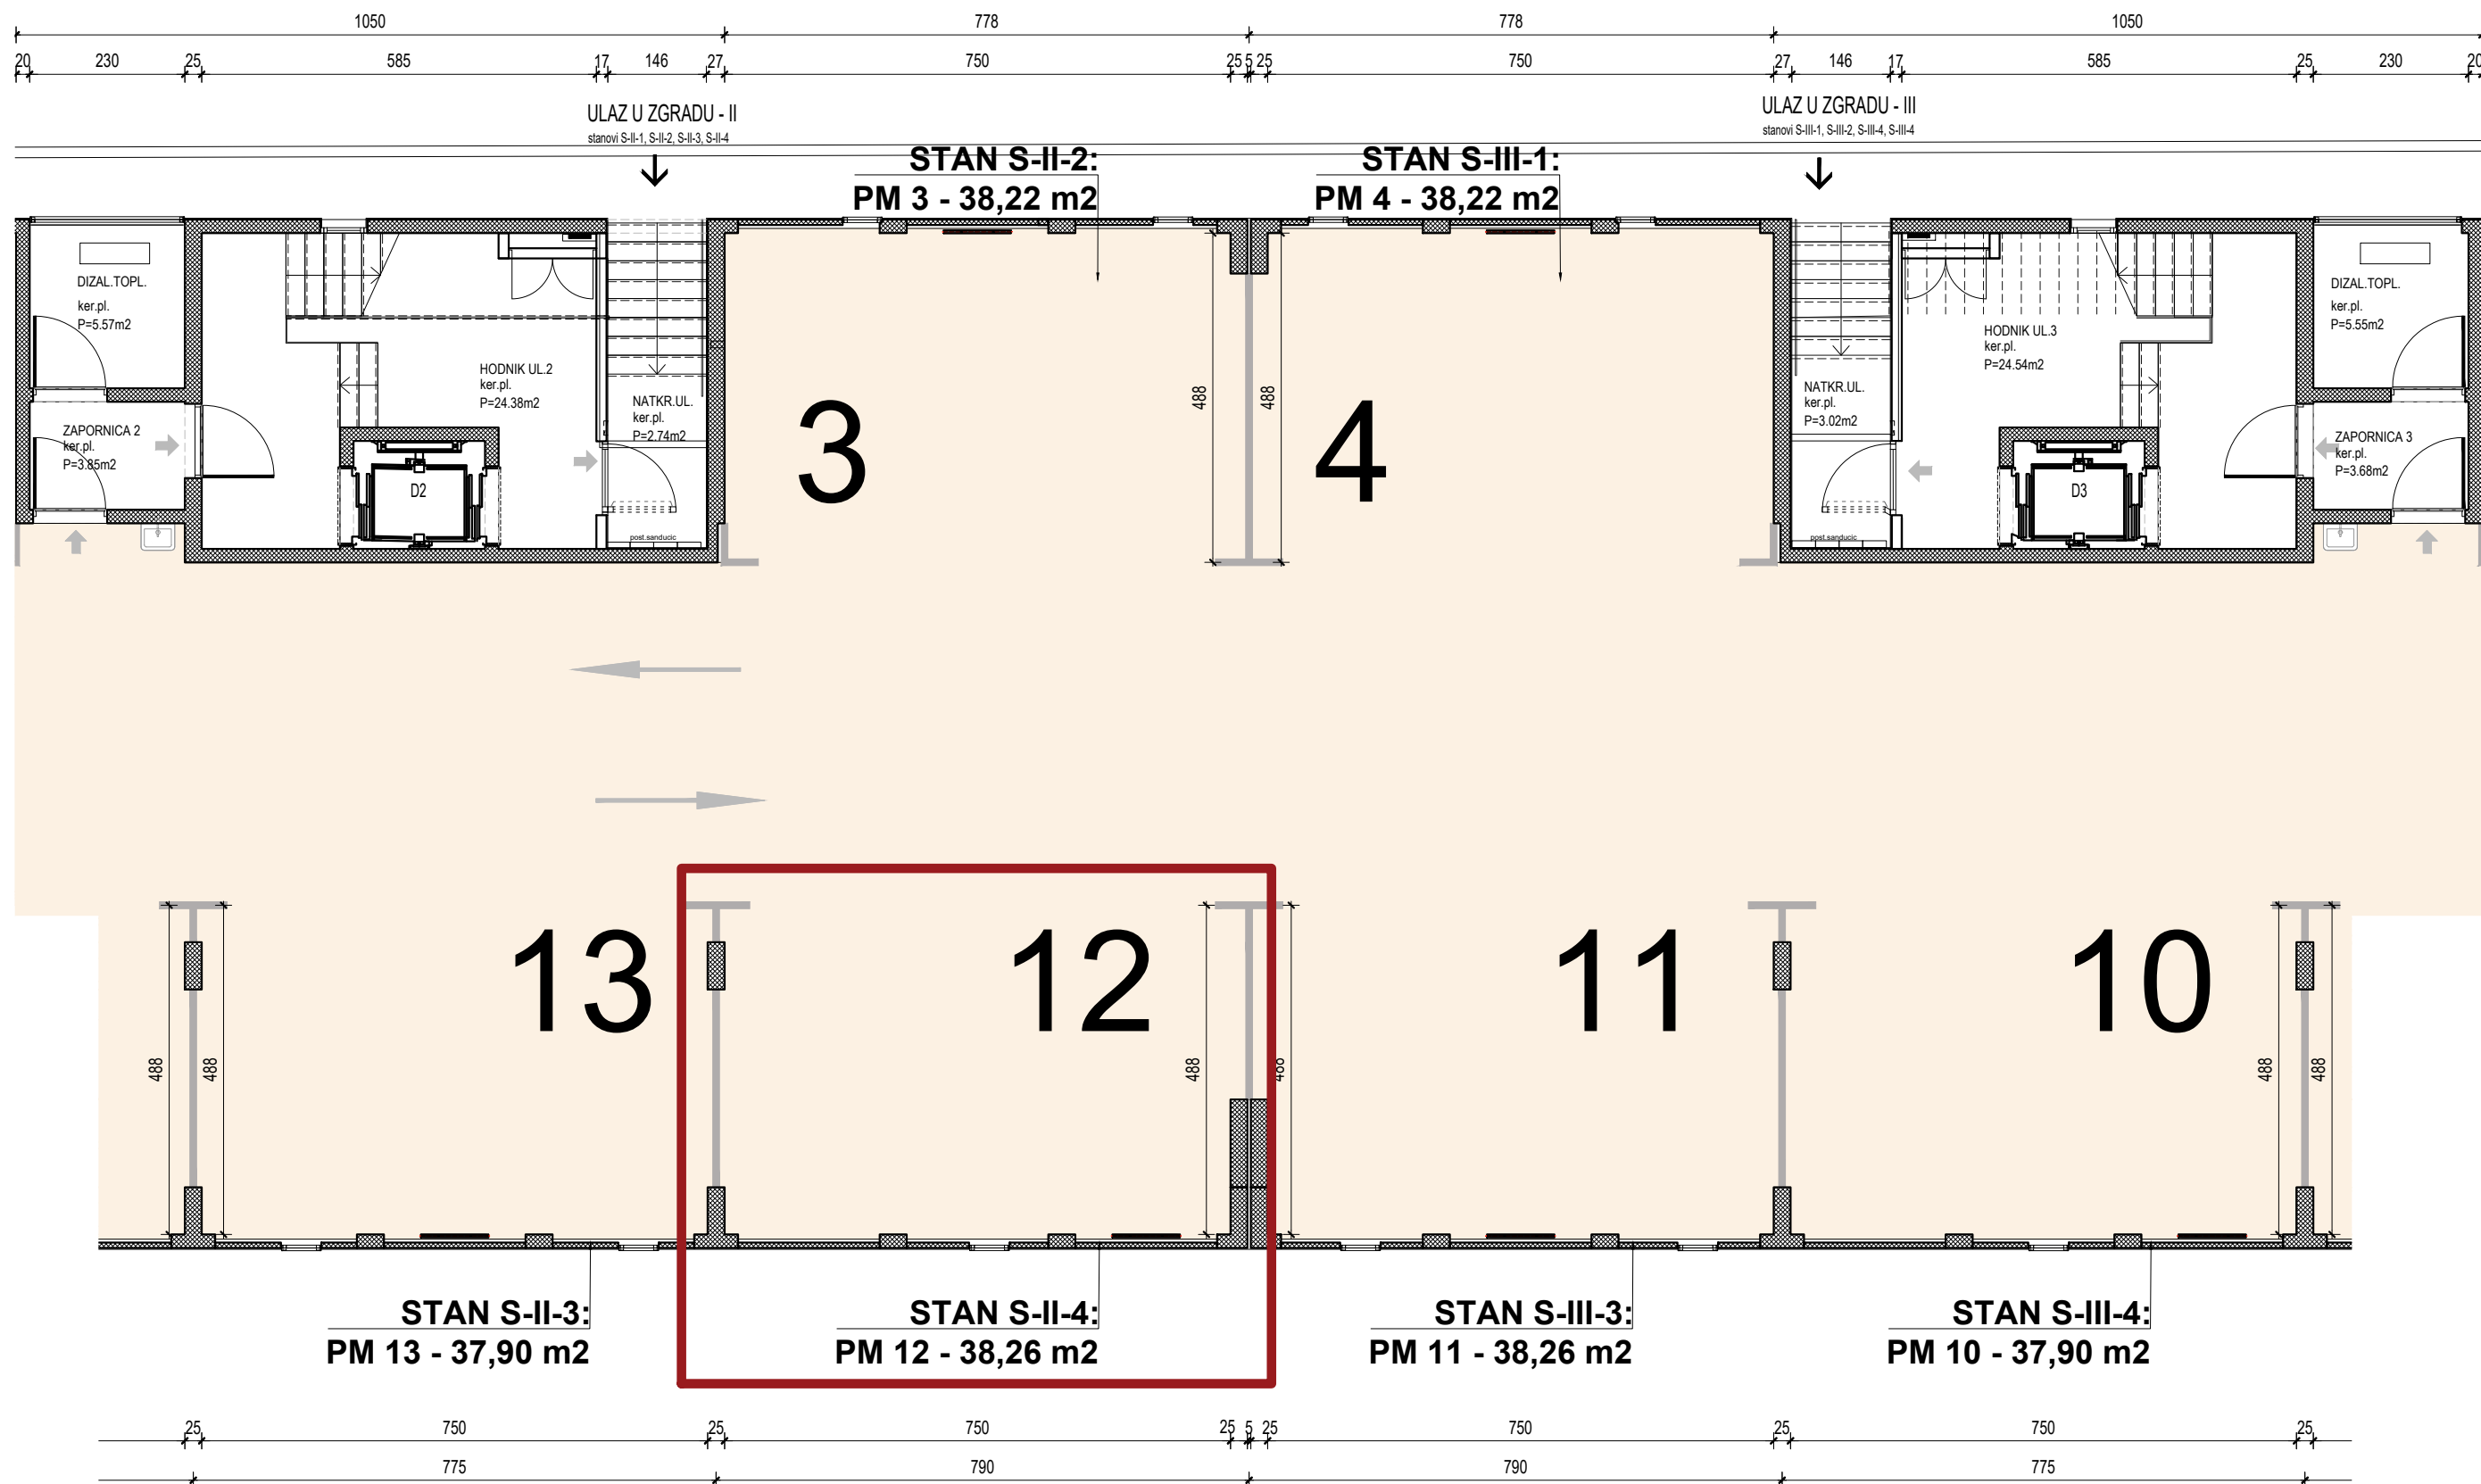 1050 778 778 1050
20 230 25 585 17 146 27 750 25 5 25 750 27 146 17 585 25 230 20
ULAZ U ZGRADU - II
stanovi S-II-1, S-II-2, S-II-3, S-II-4
ULAZ U ZGRADU - III
stanovi S-III-1, S-III-2, S-III-4, S-III-4
STAN S-II-2:
PM 3 - 38,22 m2
STAN S-III-1:
PM 4 - 38,22 m2
DIZAL.TOPL.
ker.pl.
P=5.57m2
ZAPORNICA 2
ker.pl.
P=3.85m2
HODNIK UL.2
ker.pl.
P=24.38m2
D2
NATKR.UL.
ker.pl.
P=2.74m2
post.sanducic
3
488
488
4
NATKR.UL.
ker.pl.
P=3.02m2
post.sanducic
HODNIK UL.3
ker.pl.
P=24.54m2
D3
DIZAL.TOPL.
ker.pl.
P=5.55m2
ZAPORNICA 3
ker.pl.
P=3.68m2
13
12
11
10
488
488
488
488
488
488
STAN S-II-3:
PM 13 - 37,90 m2
STAN S-II-4:
PM 12 - 38,26 m2
STAN S-III-3:
PM 11 - 38,26 m2
STAN S-III-4:
PM 10 - 37,90 m2
25 750 25 750 25 5 25 750 25 750 25
775 790 790 775